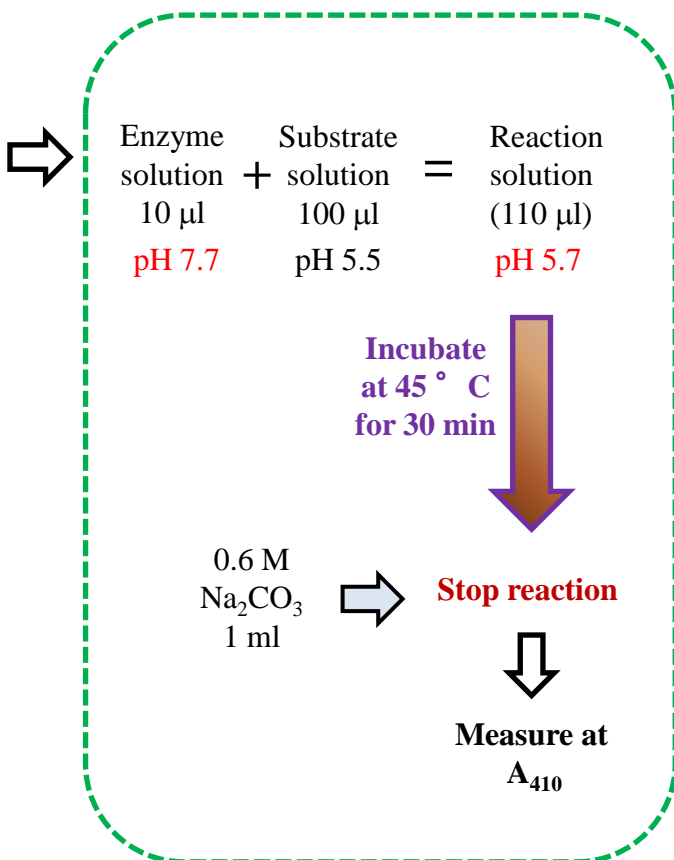 Enzyme solution 10 μl
+
Substrate solution 100 μl
=
Reaction solution (110 μl)
pH 7.7
pH 5.5
pH 5.7
Incubate
at 45 ° C
for 30 min
0.6 M
Na₂CO₃
1 ml
Stop reaction
Measure at
A₄₁₀